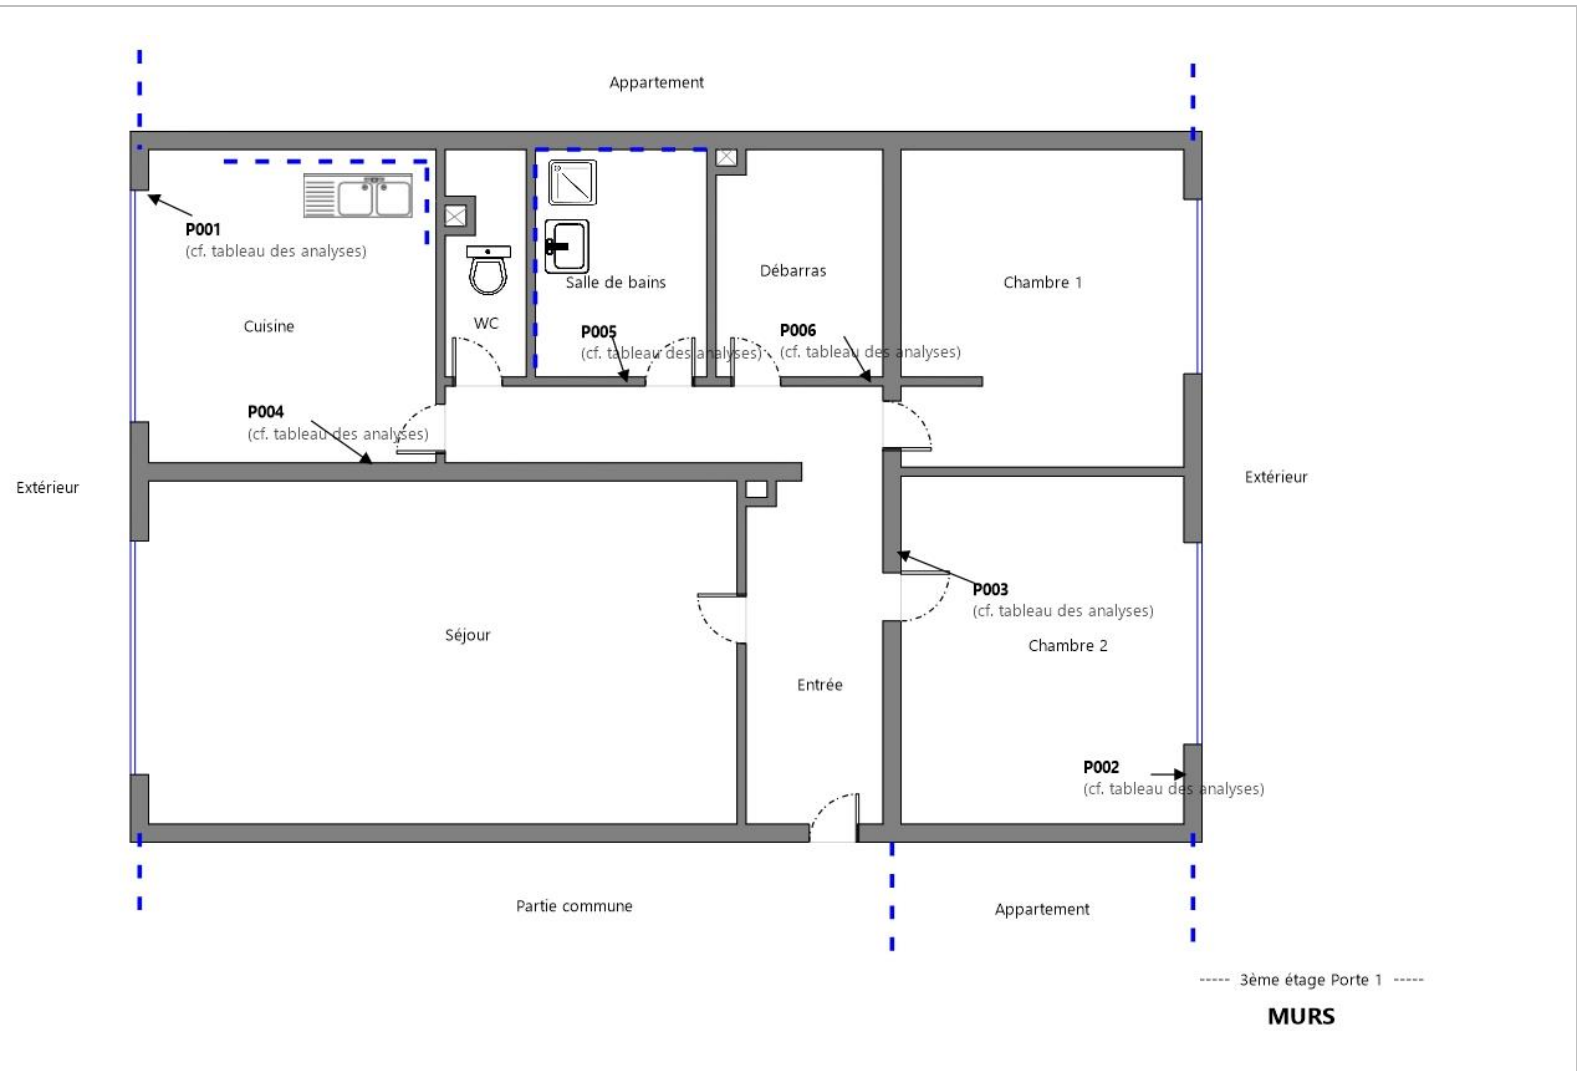 Appartement
P001
(cf. tableau des analyses)
Salle de bains
Débarras
Chambre 1
Cuisine
WC
P005
(cf. tableau des analyses)
P006
(cf. tableau des analyses)
P004
(cf. tableau des analyses)
Extérieur
Extérieur
P003
(cf. tableau des analyses)
Séjour
Chambre 2
Entrée
P002
(cf. tableau des analyses)
Partie commune
Appartement
----- 3ème étage Porte 1 -----
MURS